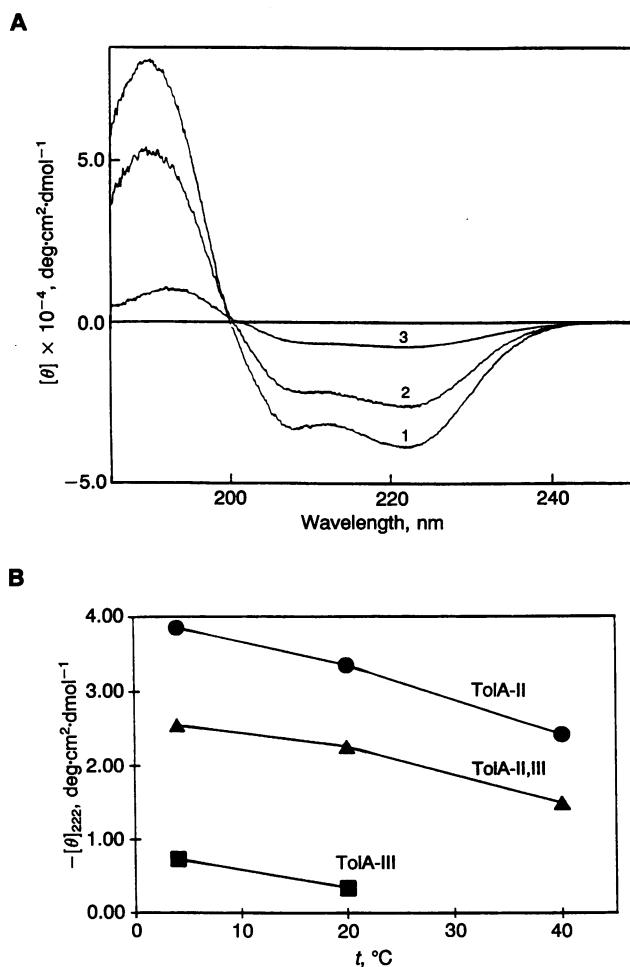 A
[θ] × 10⁻⁴, deg·cm²·dmol⁻¹
5.0
0.0
−5.0
3
2
1
200
220
240
Wavelength, nm
B
−[θ]₂₂₂, deg·cm²·dmol⁻¹
4.00
3.00
2.00
1.00
0.00
TolA-II
TolA-II,III
TolA-III
0
10
20
30
40
t, °C